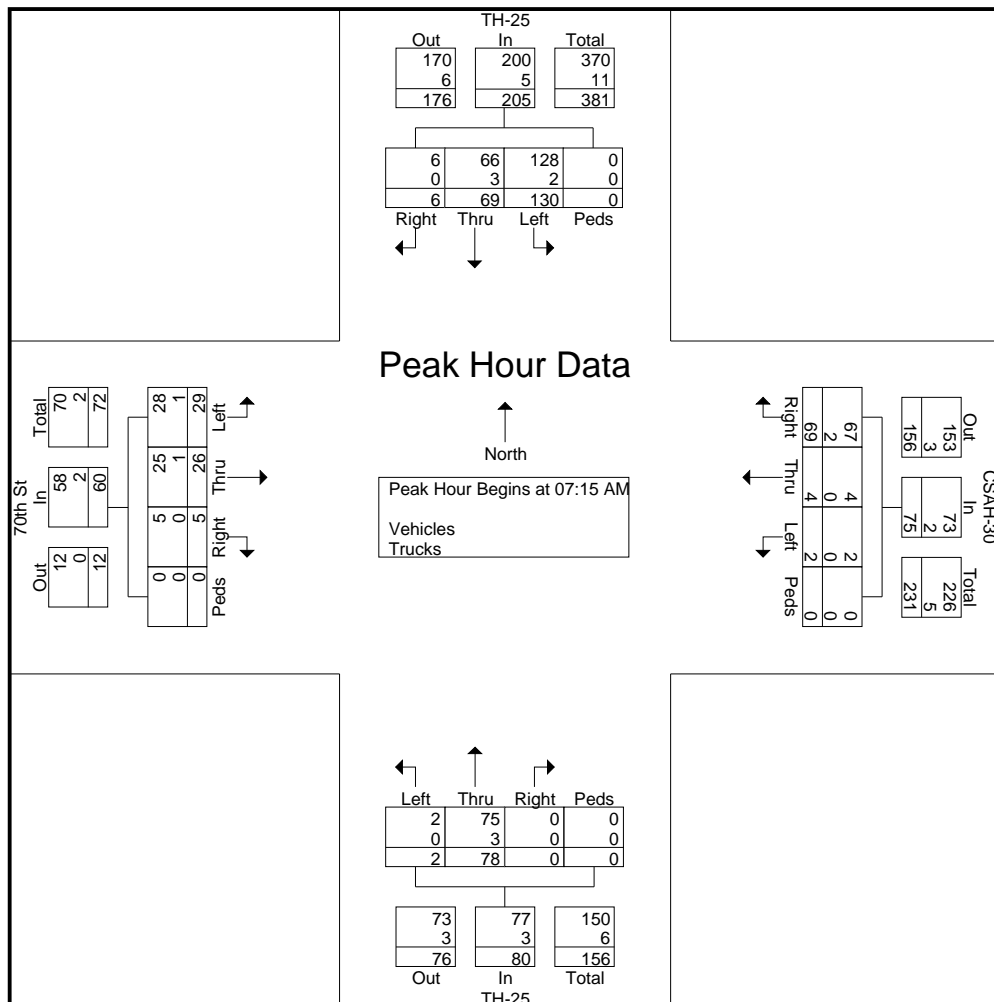 TH-25
Out In Total
170 200 370
6 5 11
176 205 381
6 66 128 0
0 3 2 0
6 69 130 0
Right Thru Left Peds
Peak Hour Data
North
Peak Hour Begins at 07:15 AM
Vehicles
Trucks
70th St
Total In Out
70 58 12
2 2 0
72 60 12
28 25 5 0
1 1 0 0
29 26 5 0
Left Thru Right Peds
CSAH-30
Out In Total
153 73 226
3 2 5
156 75 231
67 4 2 0
2 0 0 0
69 4 2 0
Right Thru Left Peds
Left Thru Right Peds
2 75 0 0
0 3 0 0
2 78 0 0
73 77 150
3 3 6
76 80 156
Out In Total
TH-25